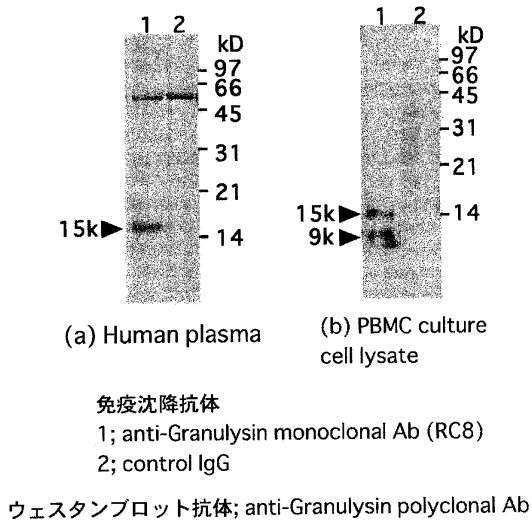 1 2
kD
97
66
45
31
21
15k
14
(a) Human plasma
1 2
kD
97
66
45
31
21
15k
14
9k
(b) PBMC culture
cell lysate
免疫沈降抗体
1; anti-Granulysin monoclonal Ab (RC8)
2; control IgG
ウェスタンブロット抗体; anti-Granulysin polyclonal Ab